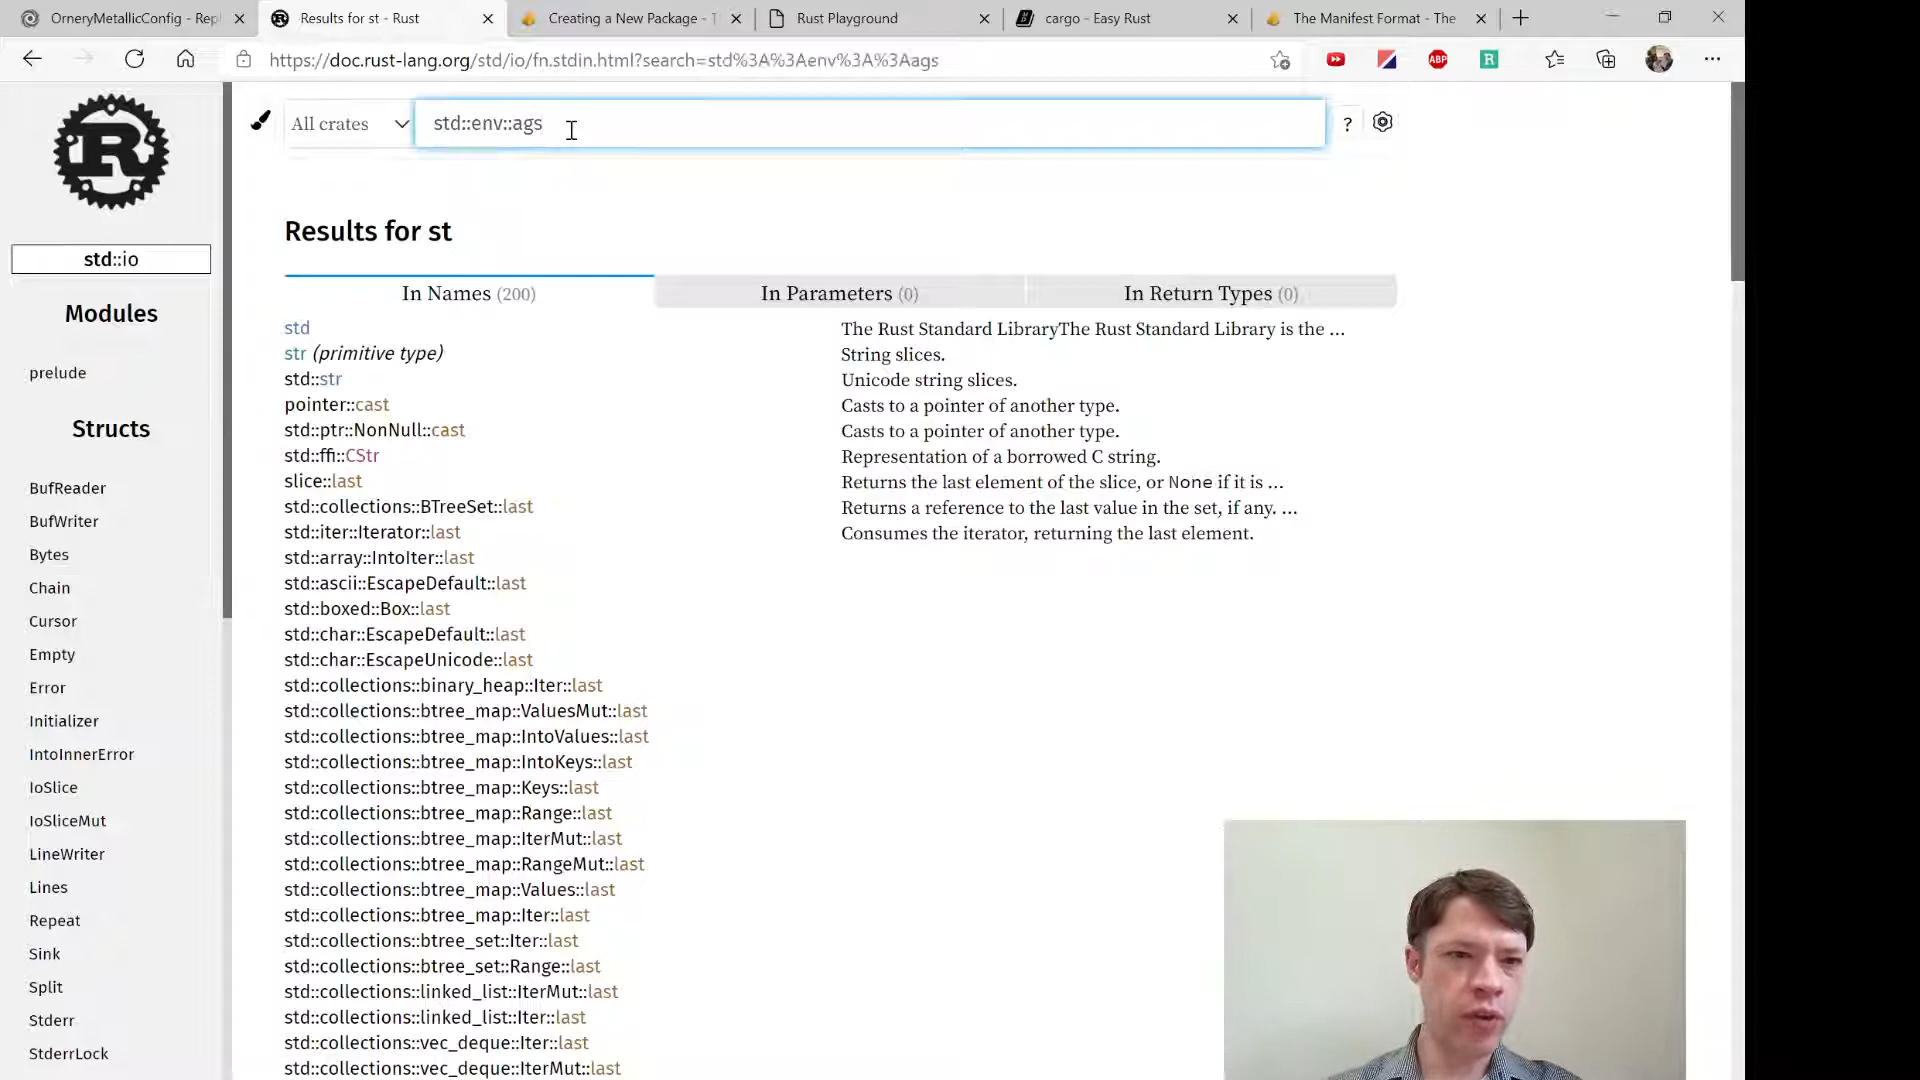 OrneryMetallicConfig - Repl
Results for st - Rust
Creating a New Package - T
Rust Playground
cargo - Easy Rust
The Manifest Format - The
https://doc.rust-lang.org/std/io/fn.stdin.html?search=std%3A%3Aenv%3A%3Aags
ABP
R
R
All crates
std::env::ags
?
std::io
Modules
prelude
Structs
BufReader
BufWriter
Bytes
Chain
Cursor
Empty
Error
Initializer
IntoInnerError
IoSlice
IoSliceMut
LineWriter
Lines
Repeat
Sink
Split
Stderr
StderrLock
Results for st
In Names (200)
In Parameters (0)
In Return Types (0)
std The Rust Standard LibraryThe Rust Standard Library is the ...
str (primitive type) String slices.
std::str Unicode string slices.
pointer::cast Casts to a pointer of another type.
std::ptr::NonNull::cast Casts to a pointer of another type.
std::ffi::CStr Representation of a borrowed C string.
slice::last Returns the last element of the slice, or None if it is ...
std::collections::BTreeSet::last Returns a reference to the last value in the set, if any. ...
std::iter::Iterator::last Consumes the iterator, returning the last element.
std::array::IntoIter::last
std::ascii::EscapeDefault::last
std::boxed::Box::last
std::char::EscapeDefault::last
std::char::EscapeUnicode::last
std::collections::binary_heap::Iter::last
std::collections::btree_map::ValuesMut::last
std::collections::btree_map::IntoValues::last
std::collections::btree_map::IntoKeys::last
std::collections::btree_map::Keys::last
std::collections::btree_map::Range::last
std::collections::btree_map::IterMut::last
std::collections::btree_map::RangeMut::last
std::collections::btree_map::Values::last
std::collections::btree_map::Iter::last
std::collections::btree_set::Iter::last
std::collections::btree_set::Range::last
std::collections::linked_list::IterMut::last
std::collections::linked_list::Iter::last
std::collections::vec_deque::Iter::last
std::collections::vec_deque::IterMut::last